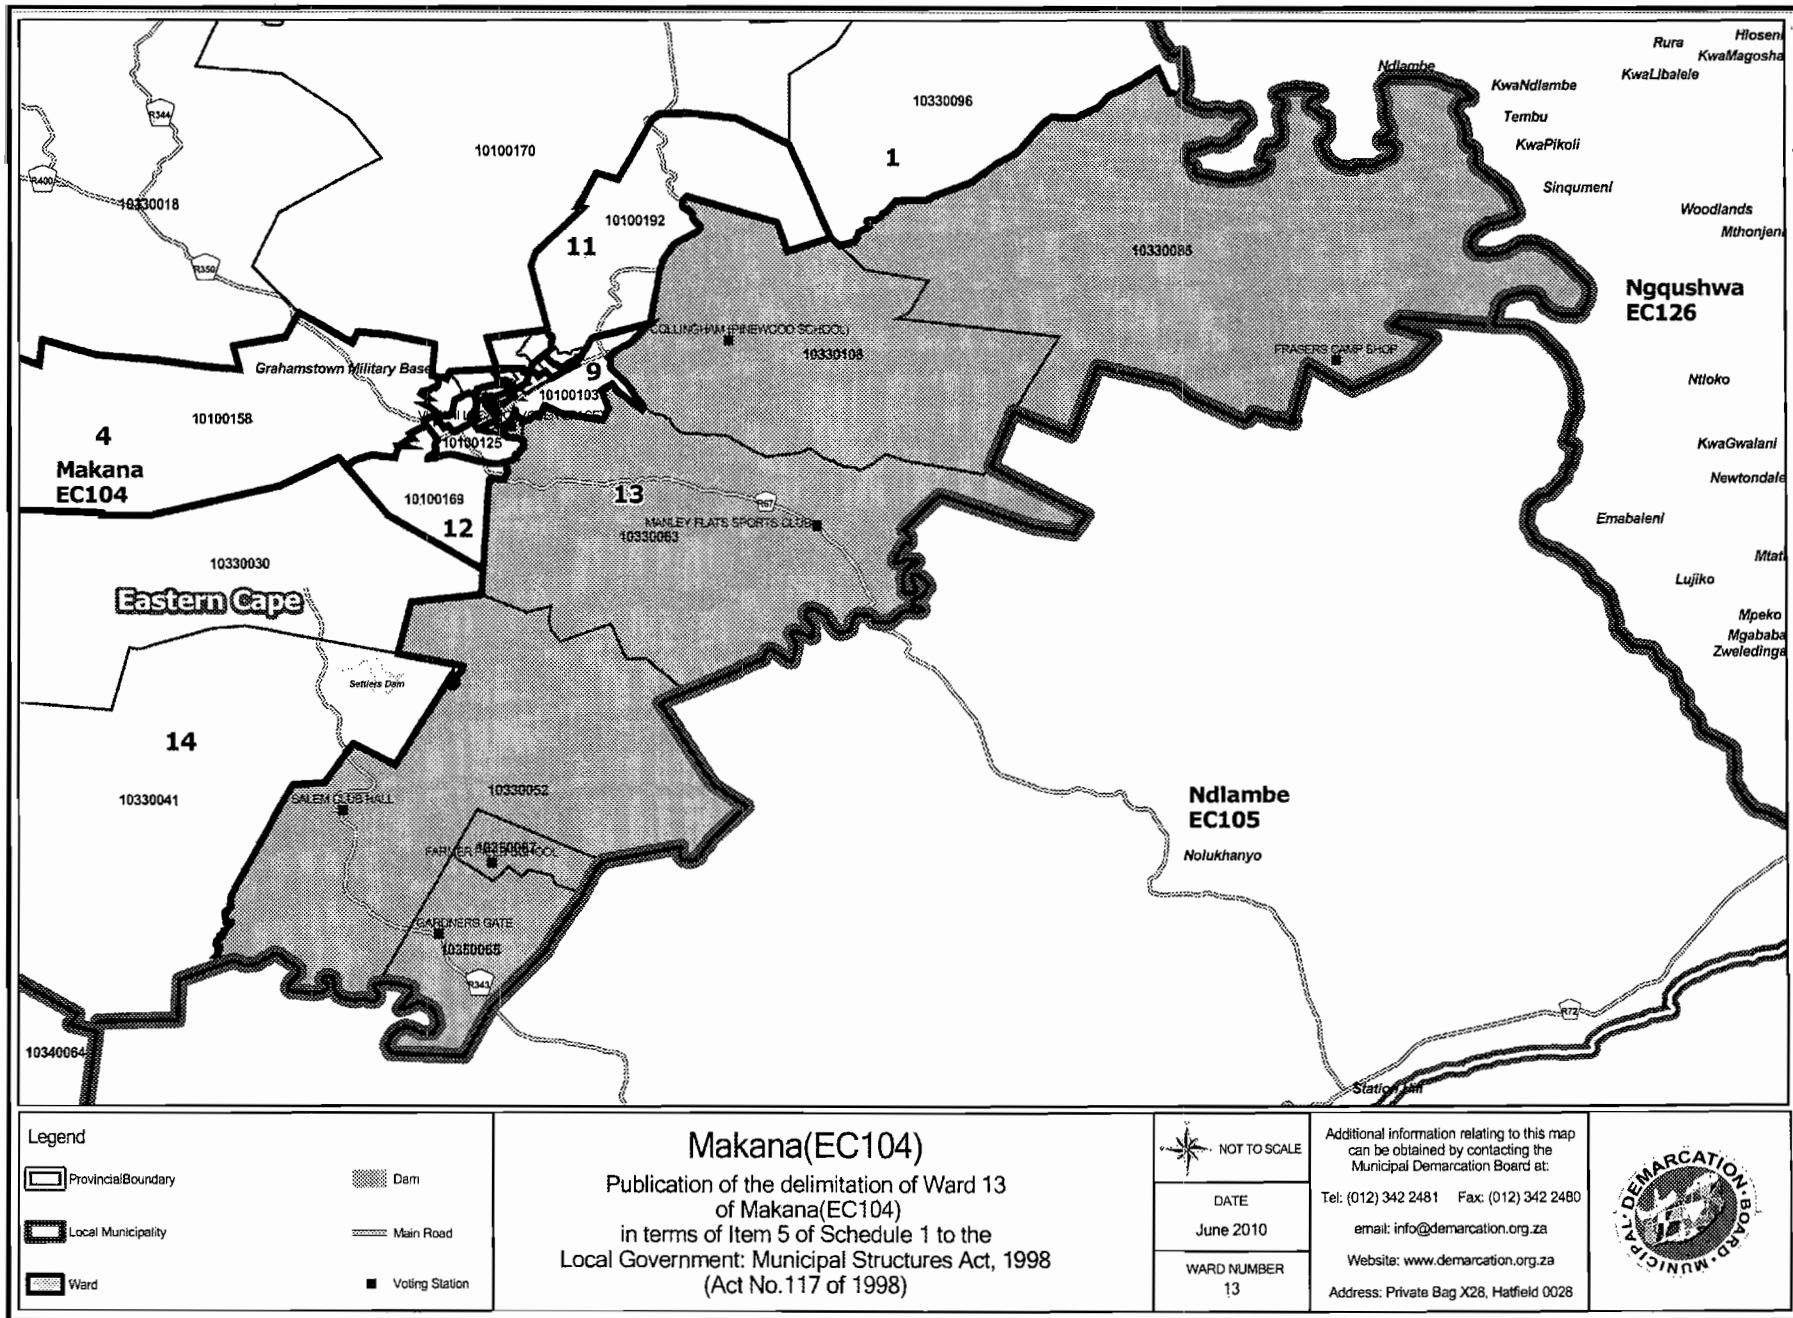 Rura
Hloseni
KwaMagosha
Ndlambe
KwaLibalele
KwaNdlambe
10330096
R344
Tembu
KwaPikoli
10100170
1
R400
Sinqumeni
10330018
Woodlands
10100192
Mthonjeni
11
10330085
R350
Ngqushwa
EC126
COLLINGHAM (PINEWOOD SCHOOL)
10330108
FRASERS CAMP SHOP
Grahamstown Military Base
9
Ntloko
10100103
10100158
4
10100125
KwaGwalani
Makana
EC104
Newtondale
10100169
13
R67
12
MANLEY FLATS SPORTS CLUB
10330063
Emabaleni
Mtati
10330030
Lujiko
Eastern Cape
Mpeko
Mgababa
Zweledinga
Settlers Dam
14
10330052
Ndlambe
EC105
10330041
SALEM CLUB HALL
Nolukhanyo
GARDNERS GATE
10350065
R343
R72
10340064
Station Hill
Legend
ProvincialBoundary
Dam
Local Municipality
Main Road
Ward
Voting Station
Makana(EC104)
Publication of the delimitation of Ward 13
of Makana(EC104)
in terms of Item 5 of Schedule 1 to the
Local Government: Municipal Structures Act, 1998
(Act No.117 of 1998)
NOT TO SCALE
DATE
June 2010
WARD NUMBER
13
Additional information relating to this map
can be obtained by contacting the
Municipal Demarcation Board at:
Tel: (012) 342 2481 Fax: (012) 342 2480
email: info@demarcation.org.za
Website: www.demarcation.org.za
Address: Private Bag X28, Hatfield 0028
MUNICIPAL DEMARCATION BOARD